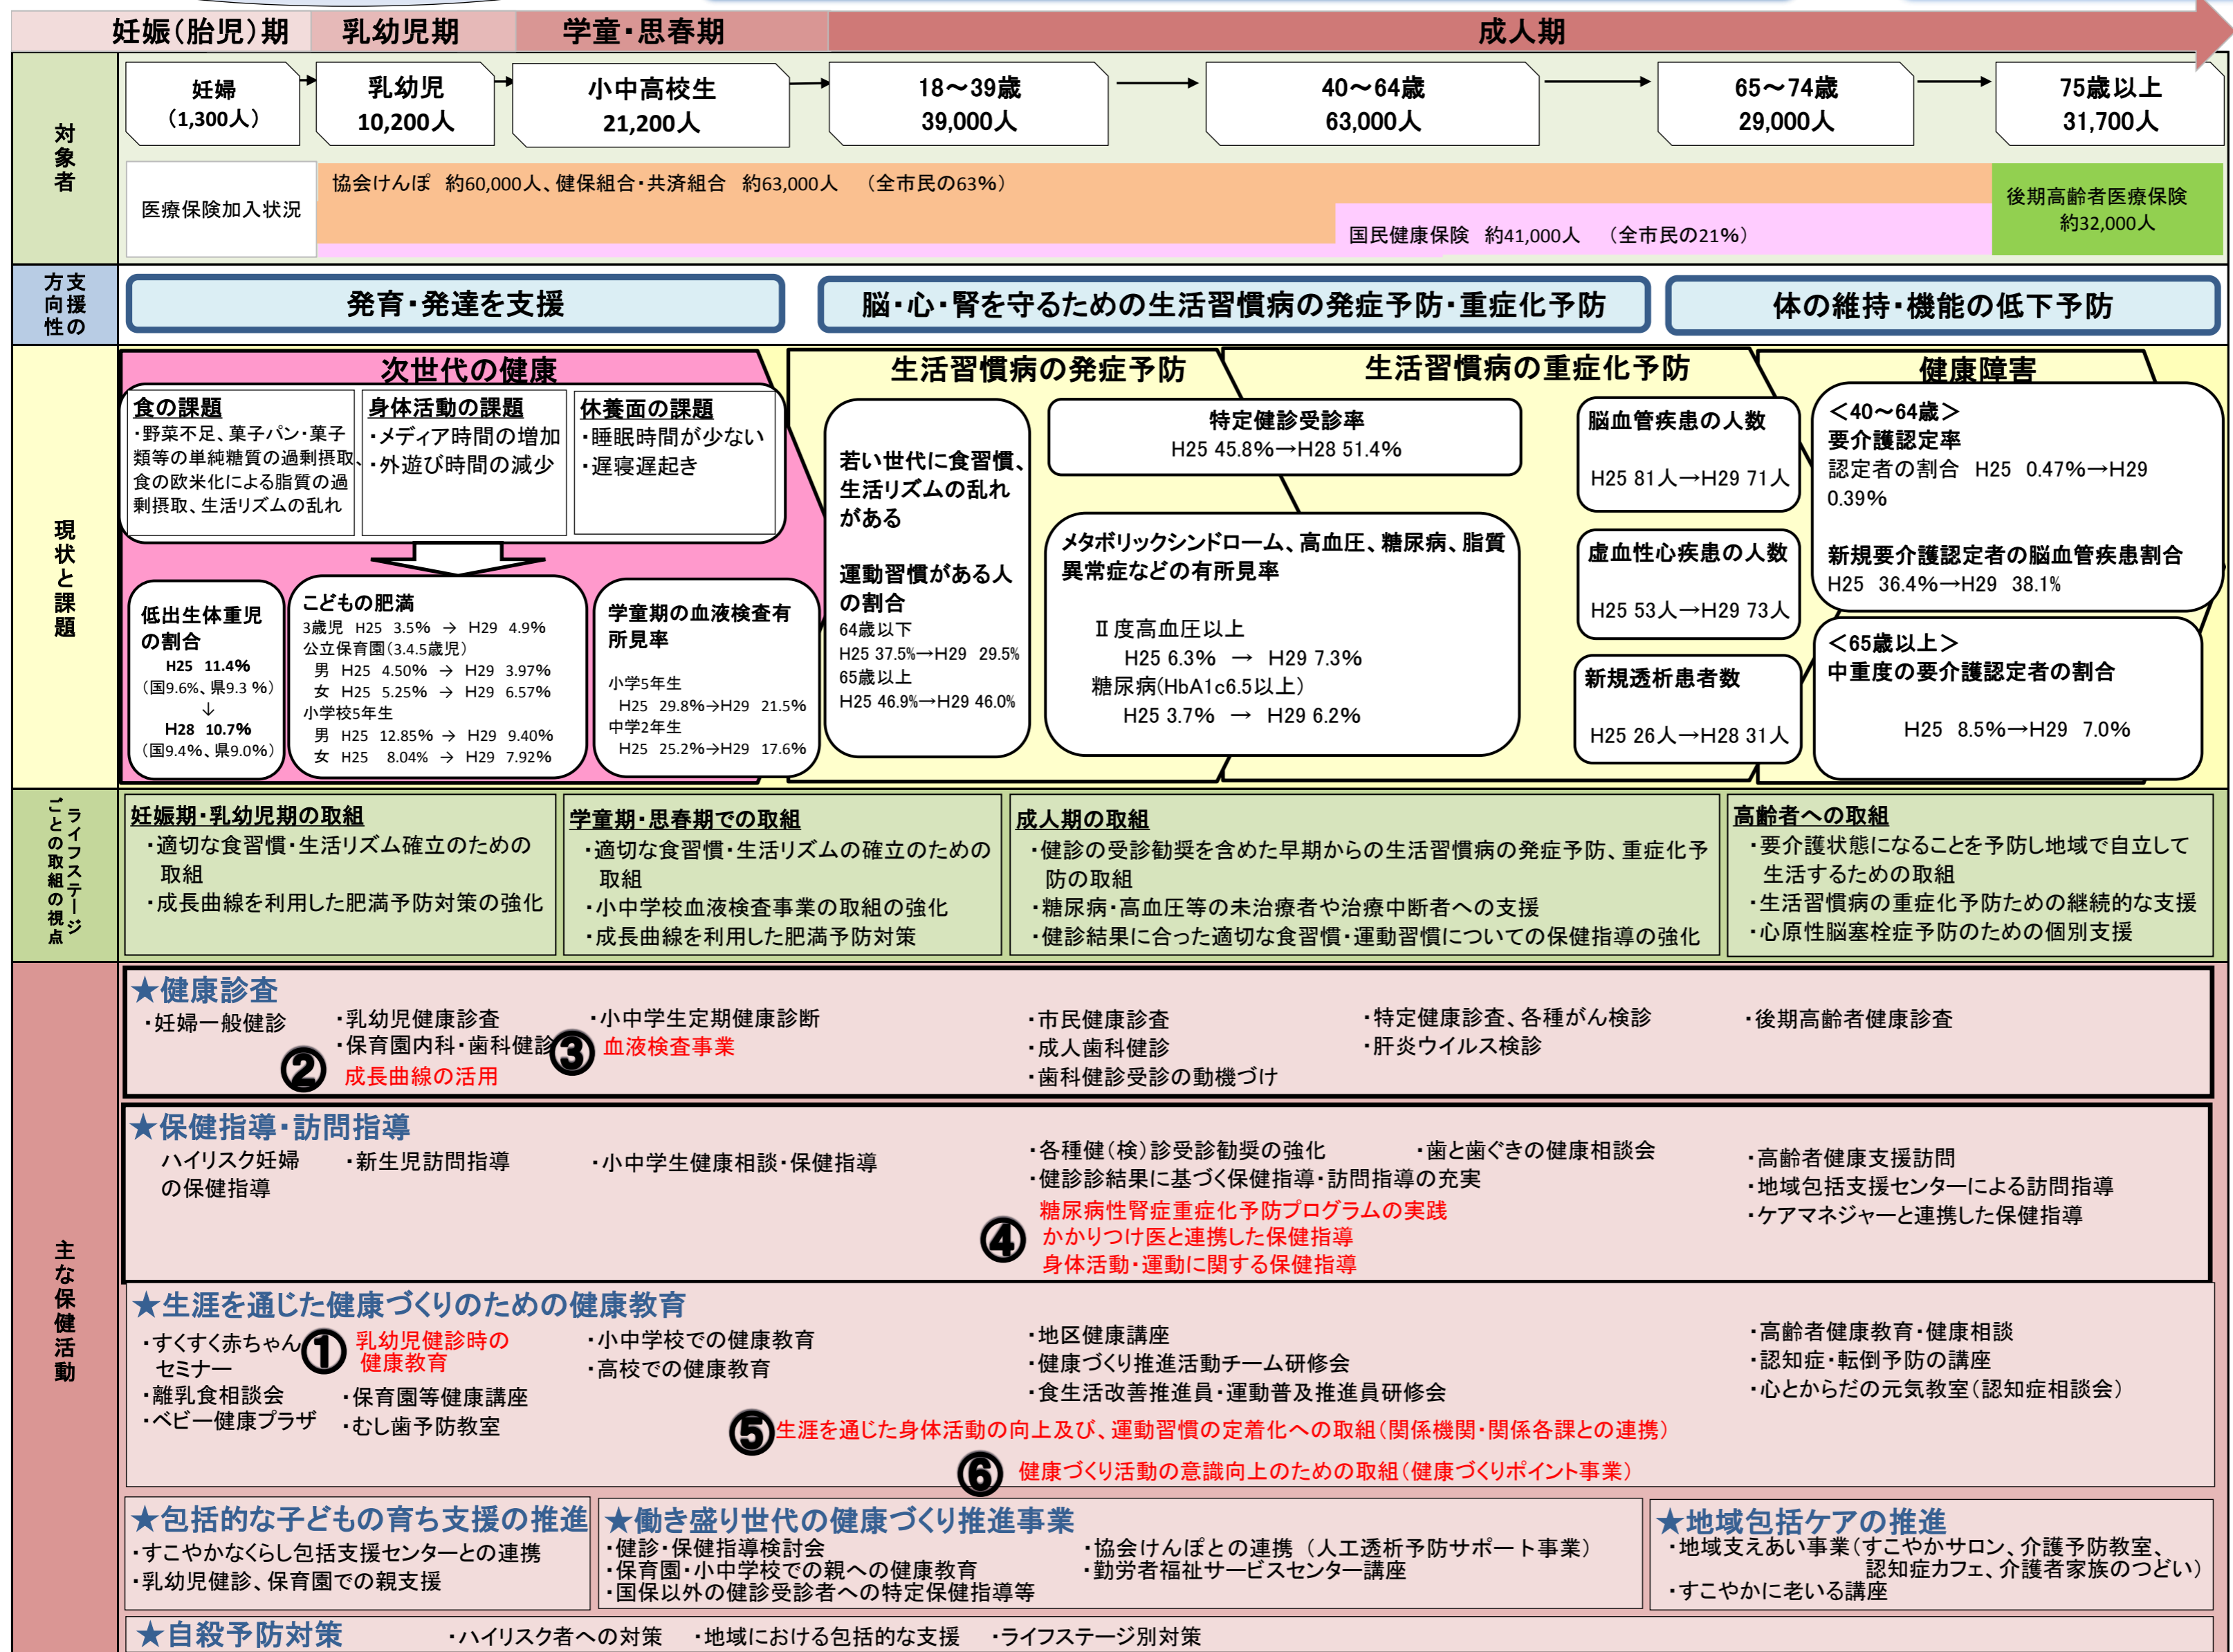 妊娠(胎児)期
乳幼児期
学童・思春期
成人期
対象者
妊婦
（1,300人）
乳幼児
10,200人
小中高校生
21,200人
18～39歳
39,000人
40～64歳
63,000人
65～74歳
29,000人
75歳以上
31,700人
医療保険加入状況
協会けんぽ 約60,000人、健保組合・共済組合 約63,000人 （全市民の63%）
国民健康保険 約41,000人 （全市民の21%）
後期高齢者医療保険
約32,000人
支援の方向性
発育・発達を支援
脳・心・腎を守るための生活習慣病の発症予防・重症化予防
体の維持・機能の低下予防
現状と課題
次世代の健康
食の課題
・野菜不足、菓子パン・菓子
類等の単純糖質の過剰摂取、
食の欧米化による脂質の過
剰摂取、生活リズムの乱れ
身体活動の課題
・メディア時間の増加
・外遊び時間の減少
休養面の課題
・睡眠時間が少ない
・遅寝遅起き
低出生体重児
の割合
H25 11.4%
（国9.6%、県9.3 %）
↓
H28 10.7%
（国9.4%、県9.0%）
こどもの肥満
3歳児 H25 3.5% → H29 4.9%
公立保育園（3.4.5歳児）
男 H25 4.50% → H29 3.97%
女 H25 5.25% → H29 6.57%
小学校5年生
男 H25 12.85% → H29 9.40%
女 H25 8.04% → H29 7.92%
学童期の血液検査有
所見率
小学5年生
H25 29.8%→H29 21.5%
中学2年生
H25 25.2%→H29 17.6%
生活習慣病の発症予防
若い世代に食習慣、
生活リズムの乱れ
がある
運動習慣がある人
の割合
64歳以下
H25 37.5%→H29 29.5%
65歳以上
H25 46.9%→H29 46.0%
特定健診受診率
H25 45.8%→H28 51.4%
メタボリックシンドローム、高血圧、糖尿病、脂質
異常症などの有所見率
Ⅱ度高血圧以上
H25 6.3% → H29 7.3%
糖尿病(HbA1c6.5以上)
H25 3.7% → H29 6.2%
生活習慣病の重症化予防
脳血管疾患の人数
H25 81人→H29 71人
虚血性心疾患の人数
H25 53人→H29 73人
新規透析患者数
H25 26人→H28 31人
健康障害
＜40～64歳＞
要介護認定率
認定者の割合 H25 0.47%→H29
0.39%
新規要介護認定者の脳血管疾患割合
H25 36.4%→H29 38.1%
＜65歳以上＞
中重度の要介護認定者の割合
H25 8.5%→H29 7.0%
ライフステージ
ごとの取組の視点
妊娠期・乳幼児期の取組
・適切な食習慣・生活リズム確立のための
取組
・成長曲線を利用した肥満予防対策の強化
学童期・思春期での取組
・適切な食習慣・生活リズムの確立のための
取組
・小中学校血液検査事業の取組の強化
・成長曲線を利用した肥満予防対策
成人期の取組
・健診の受診勧奨を含めた早期からの生活習慣病の発症予防、重症化予
防の取組
・糖尿病・高血圧等の未治療者や治療中断者への支援
・健診結果に合った適切な食習慣・運動習慣についての保健指導の強化
高齢者への取組
・要介護状態になることを予防し地域で自立して
生活するための取組
・生活習慣病の重症化予防ための継続的な支援
・心原性脳塞栓症予防のための個別支援
主な保健活動
★健康診査
・妊婦一般健診
・乳幼児健康診査
・保育園内科・歯科健診
② 成長曲線の活用
・小中学生定期健康診断
③ 血液検査事業
・市民健康診査
・成人歯科健診
・歯科健診受診の動機づけ
・特定健康診査、各種がん検診
・肝炎ウイルス検診
・後期高齢者健康診査
★保健指導・訪問指導
ハイリスク妊婦
の保健指導
・新生児訪問指導
・小中学生健康相談・保健指導
・各種健（検）診受診勧奨の強化
・歯と歯ぐきの健康相談会
・健診診結果に基づく保健指導・訪問指導の充実
④ 糖尿病性腎症重症化予防プログラムの実践
かかりつけ医と連携した保健指導
身体活動・運動に関する保健指導
・高齢者健康支援訪問
・地域包括支援センターによる訪問指導
・ケアマネジャーと連携した保健指導
★生涯を通じた健康づくりのための健康教育
・すくすく赤ちゃん
セミナー
・離乳食相談会
・ベビー健康プラザ
① 乳幼児健診時の
健康教育
・保育園等健康講座
・むし歯予防教室
・小中学校での健康教育
・高校での健康教育
・地区健康講座
・健康づくり推進活動チーム研修会
・食生活改善推進員・運動普及推進員研修会
・高齢者健康教育・健康相談
・認知症・転倒予防の講座
・心とからだの元気教室（認知症相談会）
⑤ 生涯を通じた身体活動の向上及び、運動習慣の定着化への取組（関係機関・関係各課との連携）
⑥ 健康づくり活動の意識向上のための取組（健康づくりポイント事業）
★包括的な子どもの育ち支援の推進
・すこやかなくらし包括支援センターとの連携
・乳幼児健診、保育園での親支援
★働き盛り世代の健康づくり推進事業
・健診・保健指導検討会
・保育園・小中学校での親への健康教育
・国保以外の健診受診者への特定保健指導等
・協会けんぽとの連携（人工透析予防サポート事業）
・勤労者福祉サービスセンター講座
★地域包括ケアの推進
・地域支えあい事業（すこやかサロン、介護予防教室、
認知症カフェ、介護者家族のつどい）
・すこやかに老いる講座
★自殺予防対策
・ハイリスク者への対策 ・地域における包括的な支援 ・ライフステージ別対策